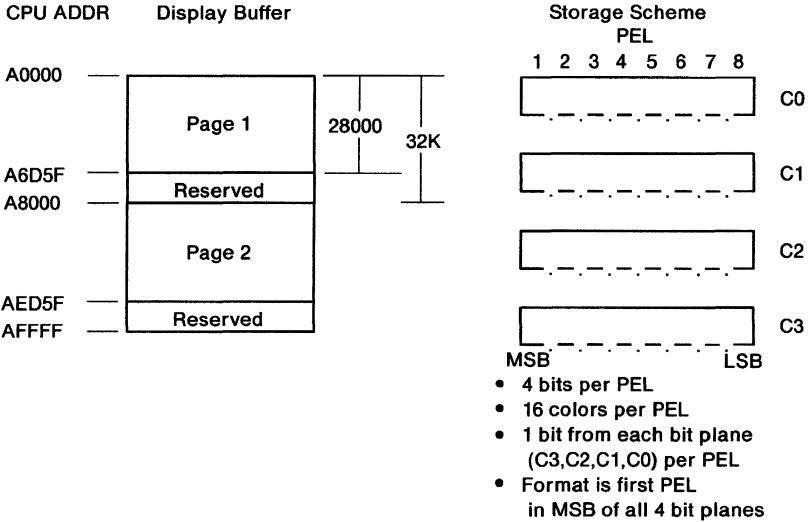 CPU ADDR Display Buffer
A0000
Page 1
28000
32K
A6D5F
Reserved
A8000
Page 2
AED5F
Reserved
AFFFF
Storage Scheme
PEL
1 2 3 4 5 6 7 8
C0
C1
C2
C3
MSB LSB
• 4 bits per PEL
• 16 colors per PEL
• 1 bit from each bit plane
(C3,C2,C1,C0) per PEL
• Format is first PEL
in MSB of all 4 bit planes